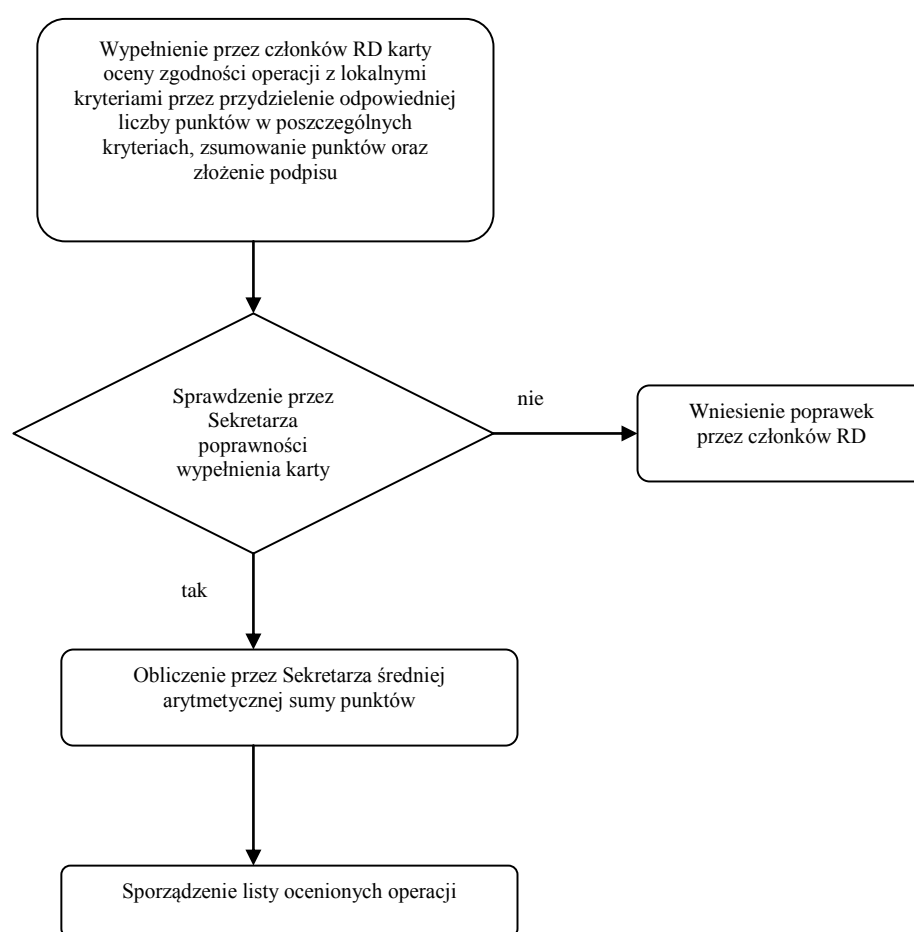 Wypełnienie przez członków RD karty
oceny zgodności operacji z lokalnymi
kryteriami przez przydzielenie odpowiedniej
liczby punktów w poszczególnych
kryteriach, zsumowanie punktów oraz
złożenie podpisu
Sprawdzenie przez
Sekretarza
poprawności
wypełnienia karty
nie
Wniesienie poprawek
przez członków RD
tak
Obliczenie przez Sekretarza średniej
arytmetycznej sumy punktów
Sporządzenie listy ocenionych operacji